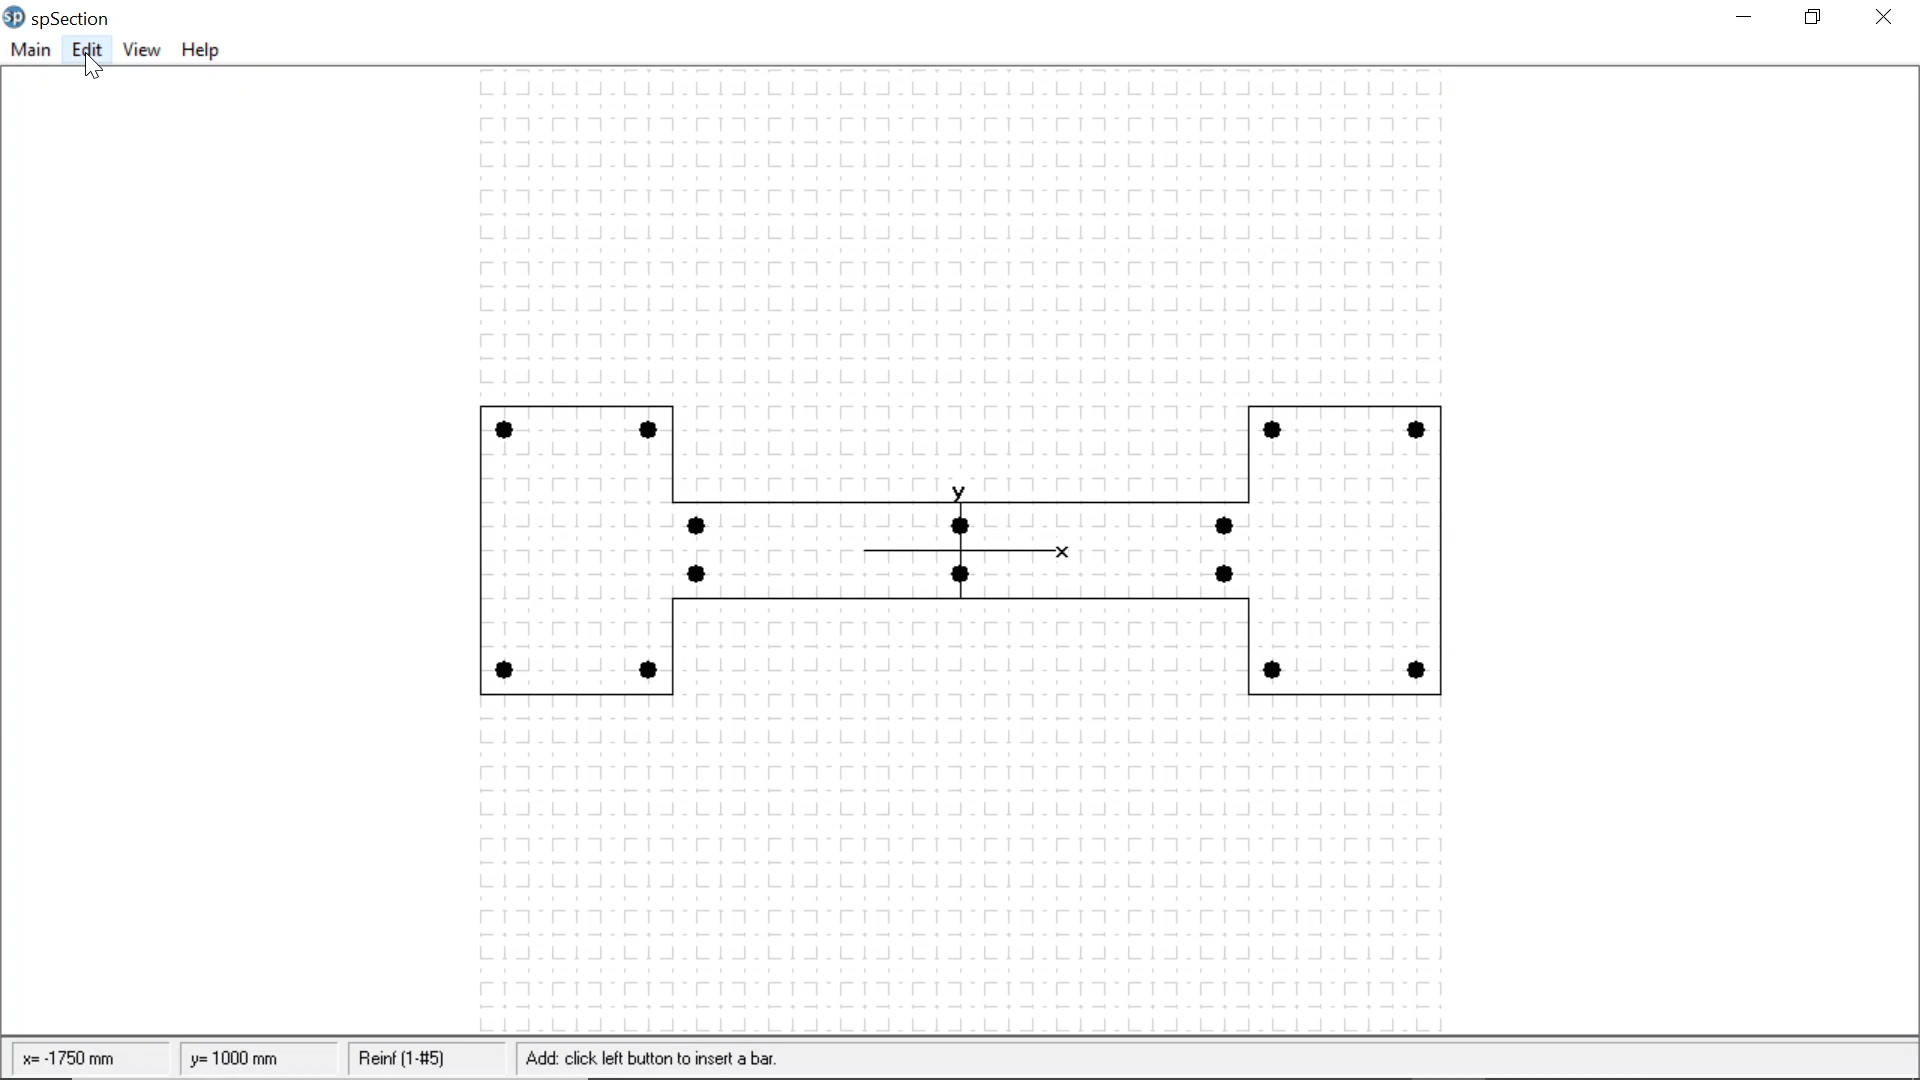 sp spSection
Main Edit View Help
y
x
x= -1750 mm y= 1000 mm Reinf (1-#5) Add: click left button to insert a bar.